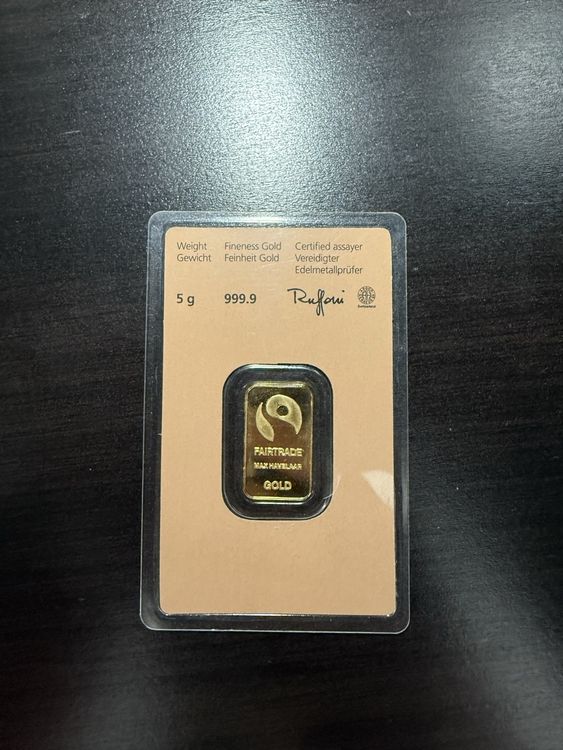 Weight Fineness Gold Certified assayer
Gewicht Feinheit Gold Vereidigter
Edelmetallprüfer
5 g 999.9
FAIRTRADE
MAX HAVELAAR
GOLD